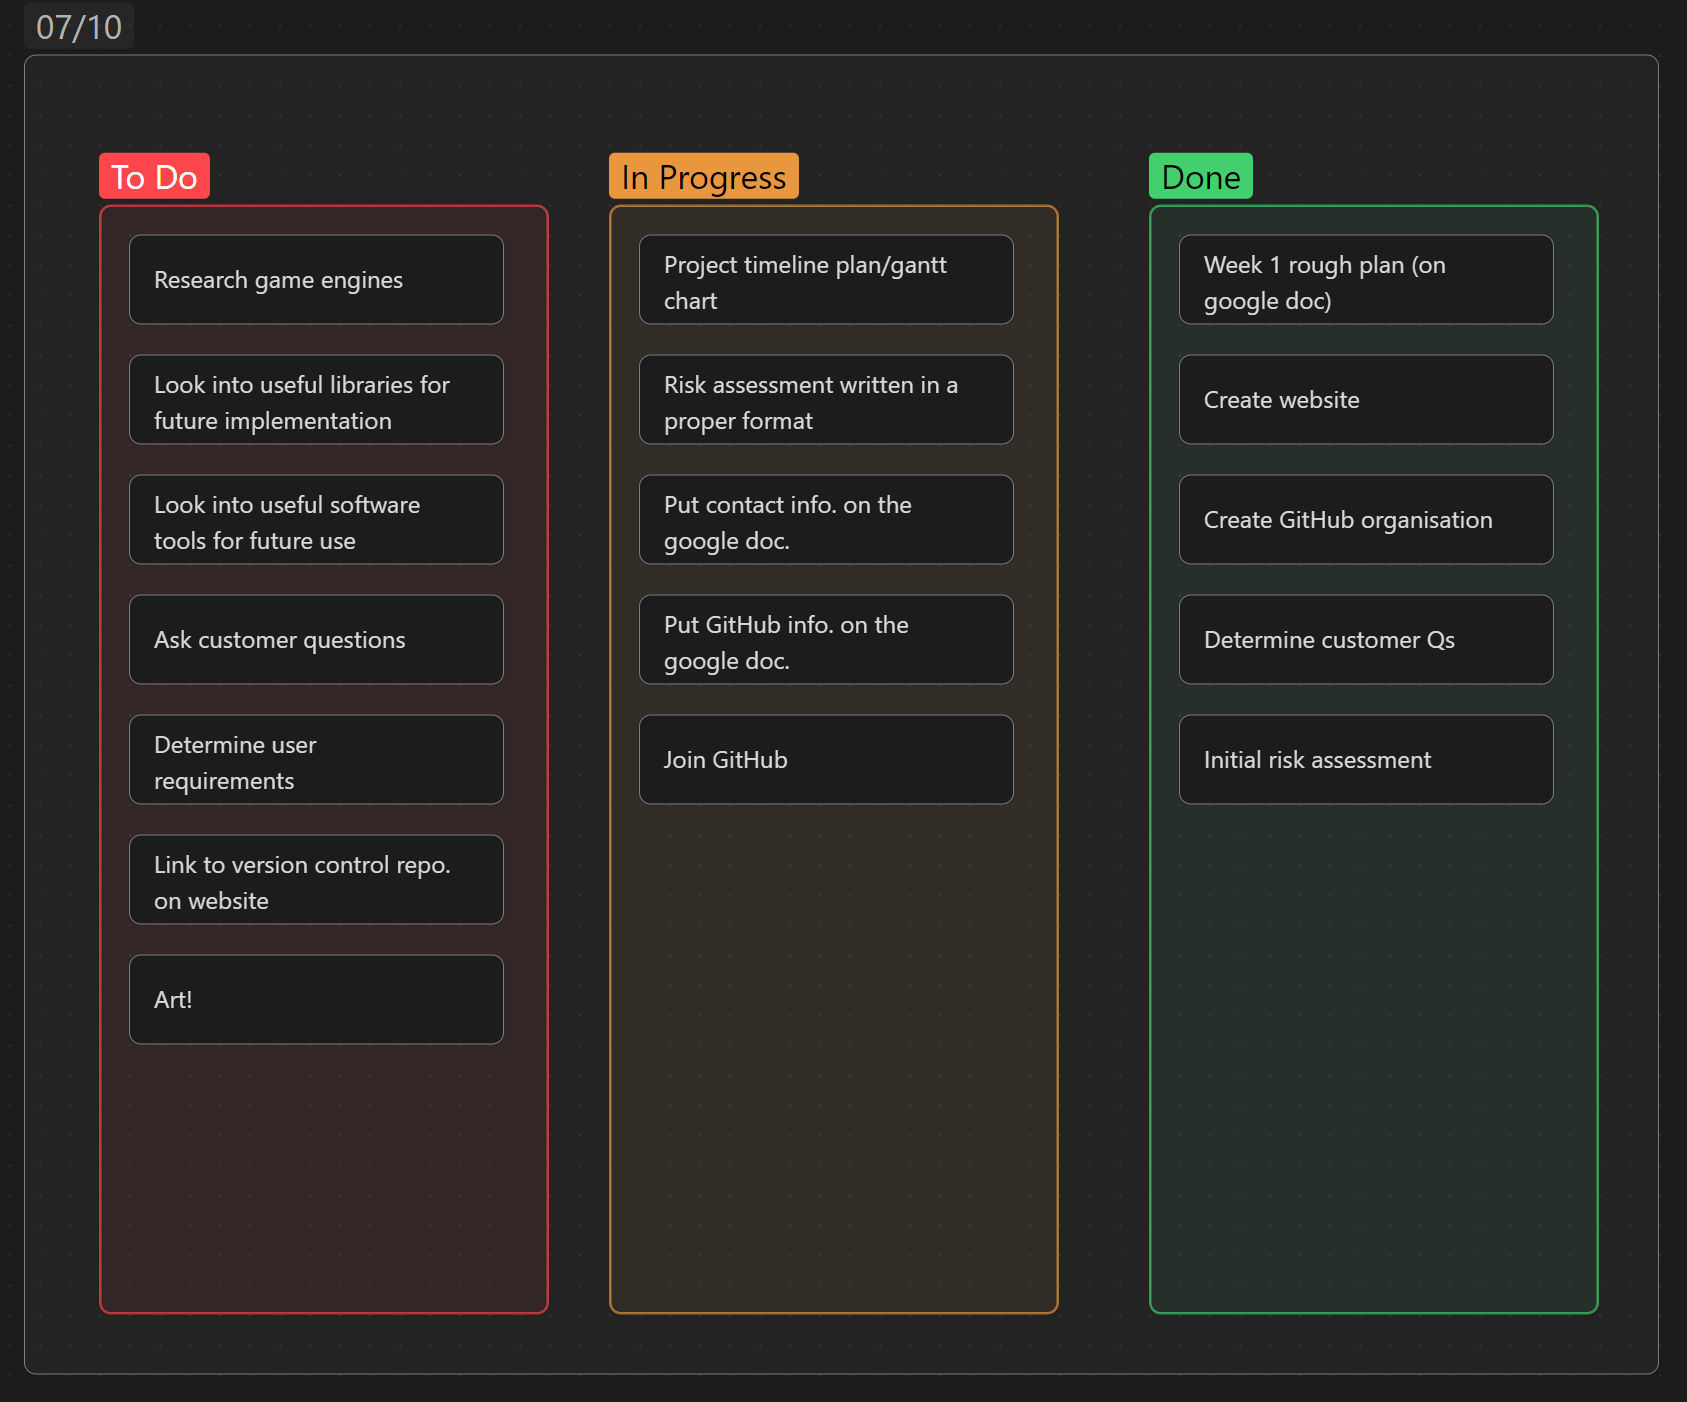 07/10
To Do
Research game engines
Look into useful libraries for
future implementation
Look into useful software
tools for future use
Ask customer questions
Determine user
requirements
Link to version control repo.
on website
Art!
In Progress
Project timeline plan/gantt
chart
Risk assessment written in a
proper format
Put contact info. on the
google doc.
Put GitHub info. on the
google doc.
Join GitHub
Done
Week 1 rough plan (on
google doc)
Create website
Create GitHub organisation
Determine customer Qs
Initial risk assessment